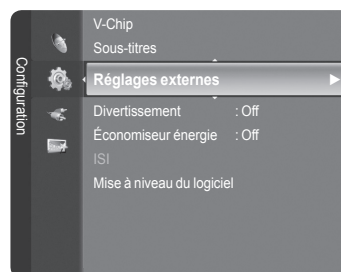 Configuration
V-Chip
Sous-titres
Réglages externes
Divertissement : Off
Économiseur énergie : Off
ISI
Mise à niveau du logiciel